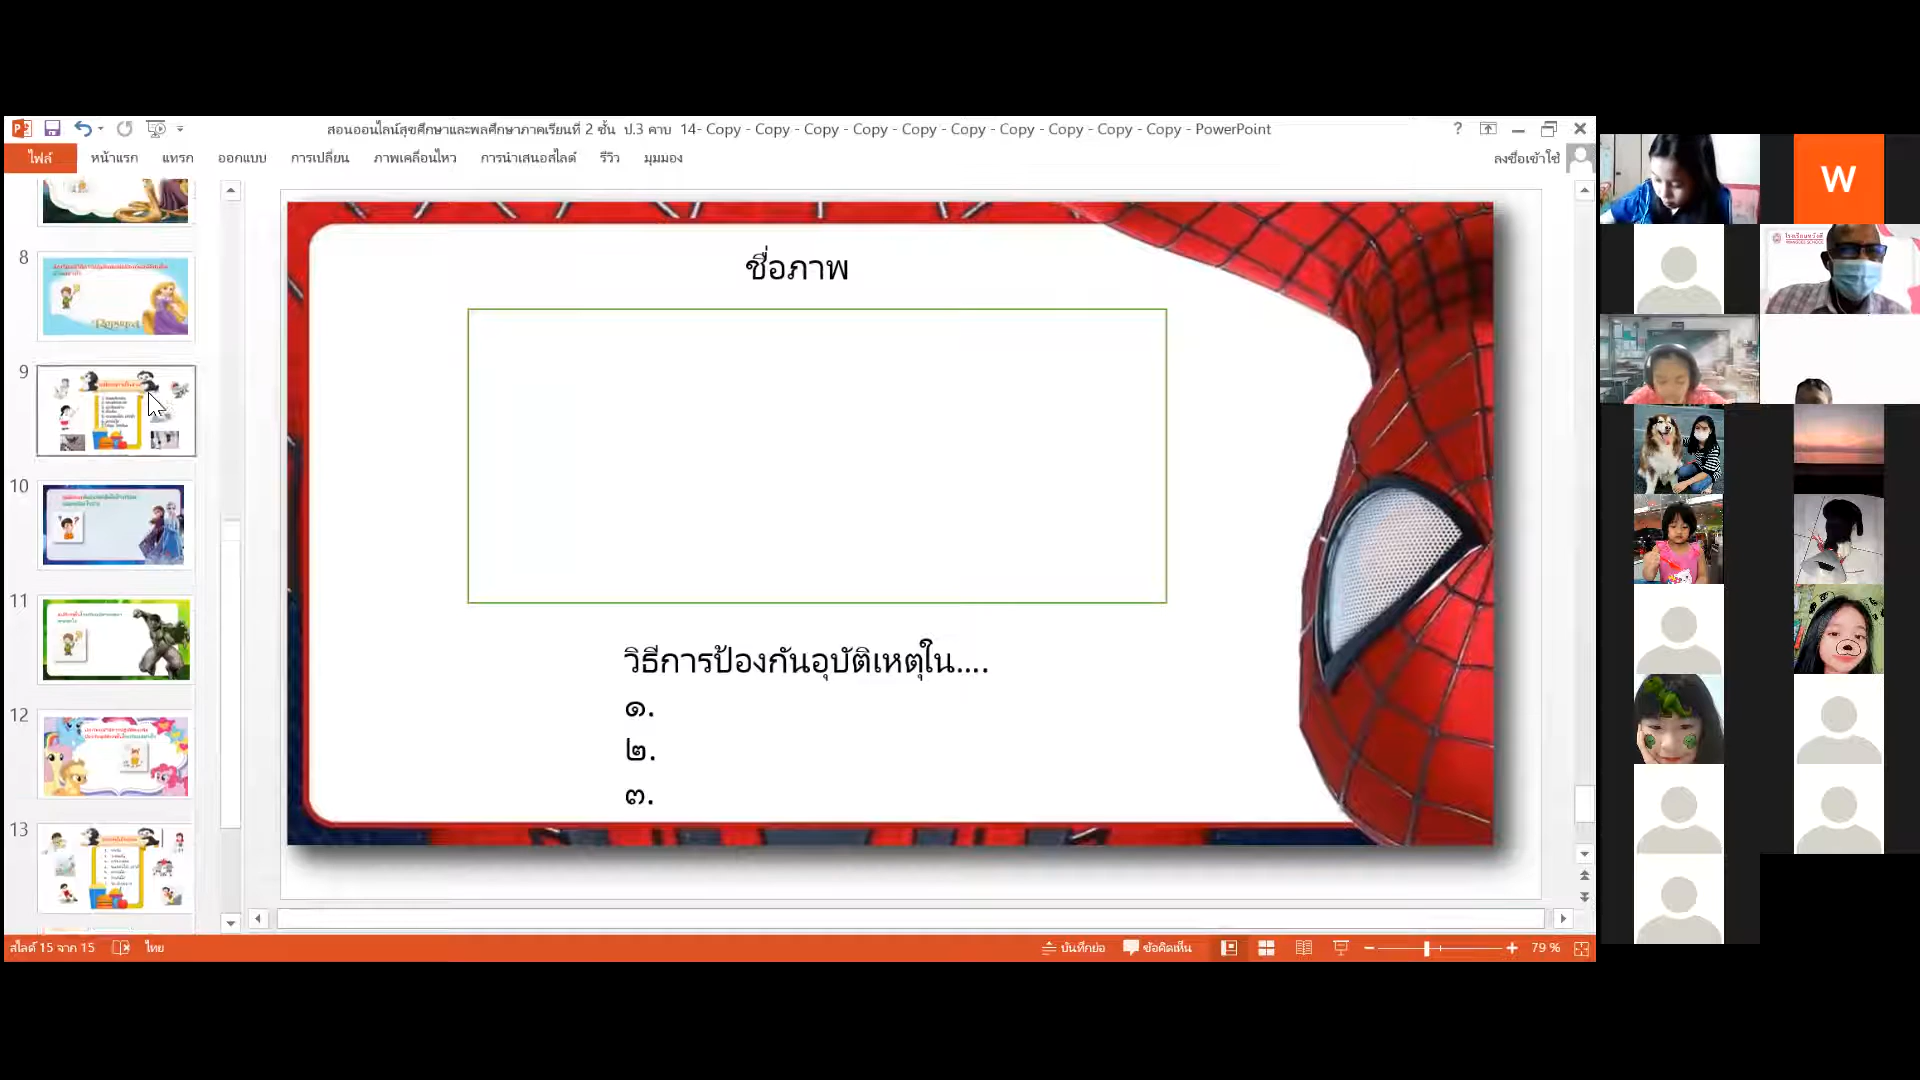 สอนออนไลน์สุขศึกษาและพลศึกษาภาคเรียนที่ 2 ชั้น ป.3 คาบ 14- Copy - Copy - Copy - Copy - Copy - Copy - Copy - Copy - Copy - Copy - PowerPoint
ไฟล์ หน้าแรก แทรก ออกแบบ การเปลี่ยน ภาพเคลื่อนไหว การนำเสนอสไลด์ รีวิว มุมมอง ลงชื่อเข้าใช้
8
9
10
11
12
13
ชื่อภาพ
วิธีการป้องกันอุบัติเหตุใน....
๑.
๒.
๓.
สไลด์ 15 จาก 15 ไทย บันทึกย่อ ข้อคิดเห็น 79 %
W